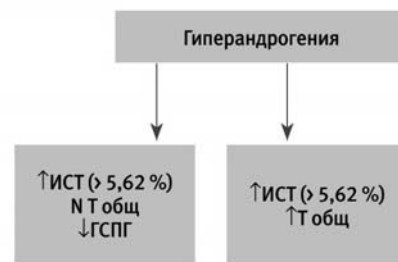 Гиперандрогения
↑ИСТ (> 5,62 %)
N T общ
↓ГСПГ
↑ИСТ (> 5,62 %)
↑T общ